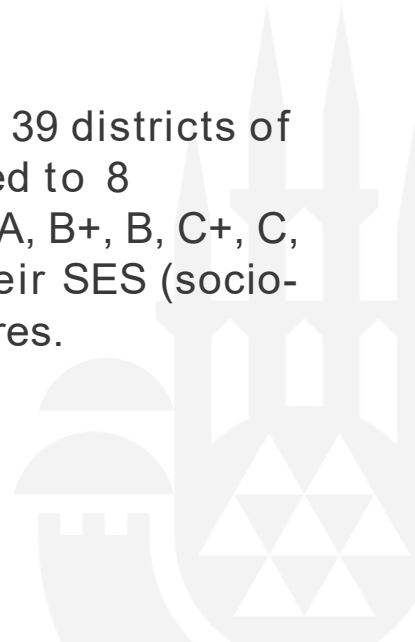 39 districts of
ed to 8
A, B+, B, C+, C,
eir SES (socio-
res.